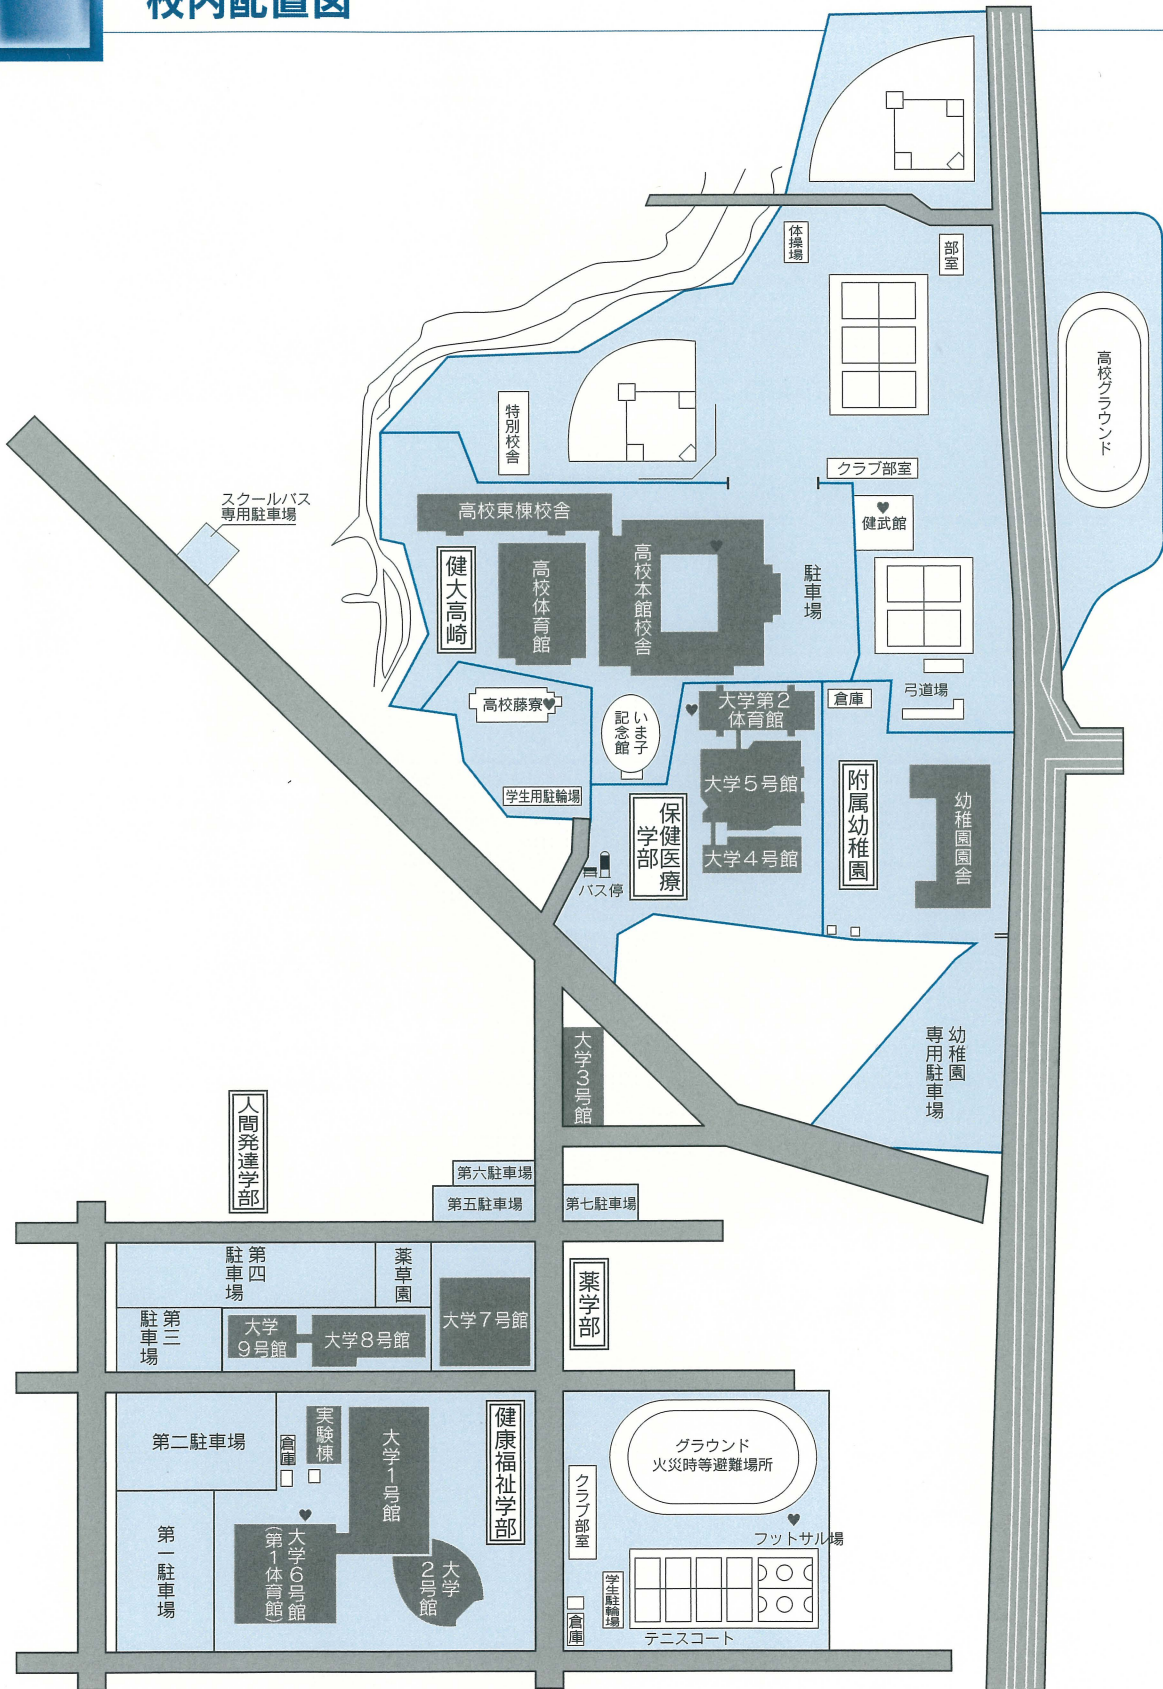 校内配置図
体操場
部室
高校グラウンド
特別校舎
クラブ部室
スクールバス
専用駐車場
高校東棟校舎
健武館
健大高崎
高校体育館
高校本館校舎
駐車場
弓道場
高校藤寮
いま子
記念館
大学第2
体育館
倉庫
大学5号館
附属幼稚園
幼稚園園舎
学生用駐輪場
保健医療
学部
大学4号館
バス停
大学3号館
幼稚園
専用駐車場
人間発達学部
第六駐車場
第五駐車場
第七駐車場
第四
駐車場
薬草園
薬学部
第三
駐車場
大学
9号館
大学8号館
大学7号館
第二駐車場
倉庫
実験棟
大学1号館
健康福祉学部
グラウンド
火災時等避難場所
クラブ部室
フットサル場
第一駐車場
大学6号館
(第1体育館)
大学
2号館
学生駐輪場
倉庫
テニスコート